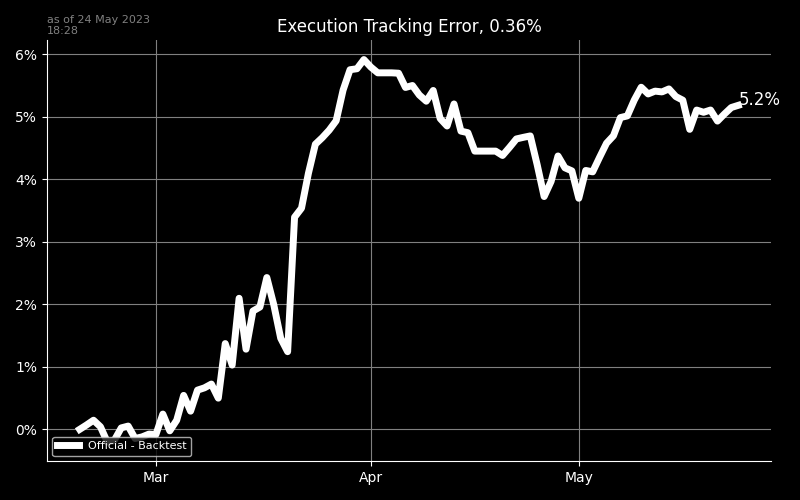 as of 24 May 2023
18:28
Execution Tracking Error, 0.36%
6%
5%
4%
3%
2%
1%
0%
5.2%
Official - Backtest
Mar
Apr
May